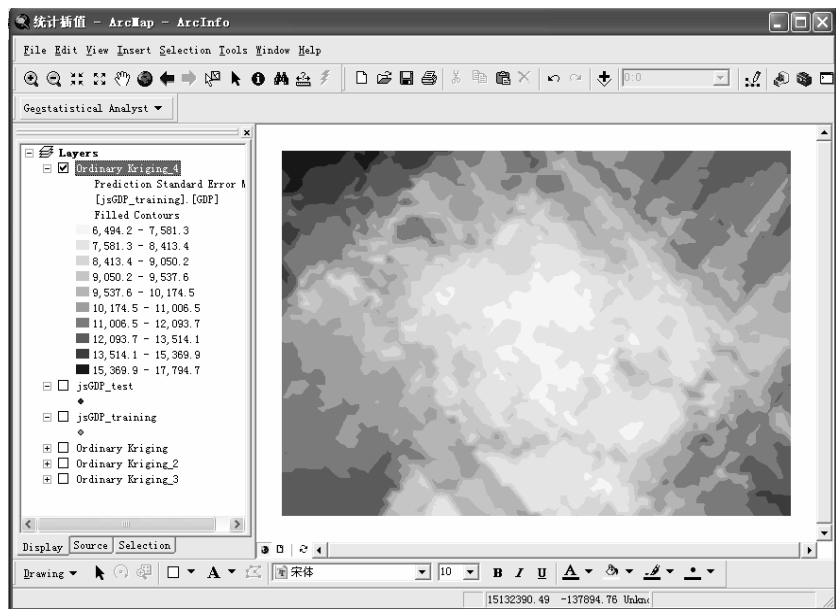 统计插值 - ArcMap - ArcInfo
File Edit View Insert Selection Tools Window Help
0:0
Geostatistical Analyst
Layers
Ordinary Kriging_4
Prediction Standard Error M
[jsGDP_training].[GDP]
Filled Contours
6,494.2 - 7,581.3
7,581.3 - 8,413.4
8,413.4 - 9,050.2
9,050.2 - 9,537.6
9,537.6 - 10,174.5
10,174.5 - 11,006.5
11,006.5 - 12,093.7
12,093.7 - 13,514.1
13,514.1 - 15,369.9
15,369.9 - 17,794.7
jsGDP_test
jsGDP_training
Ordinary Kriging
Ordinary Kriging_2
Ordinary Kriging_3
Display Source Selection
Drawing A 宋体 10 B I U A
15132390.49 -137894.76 Unkno